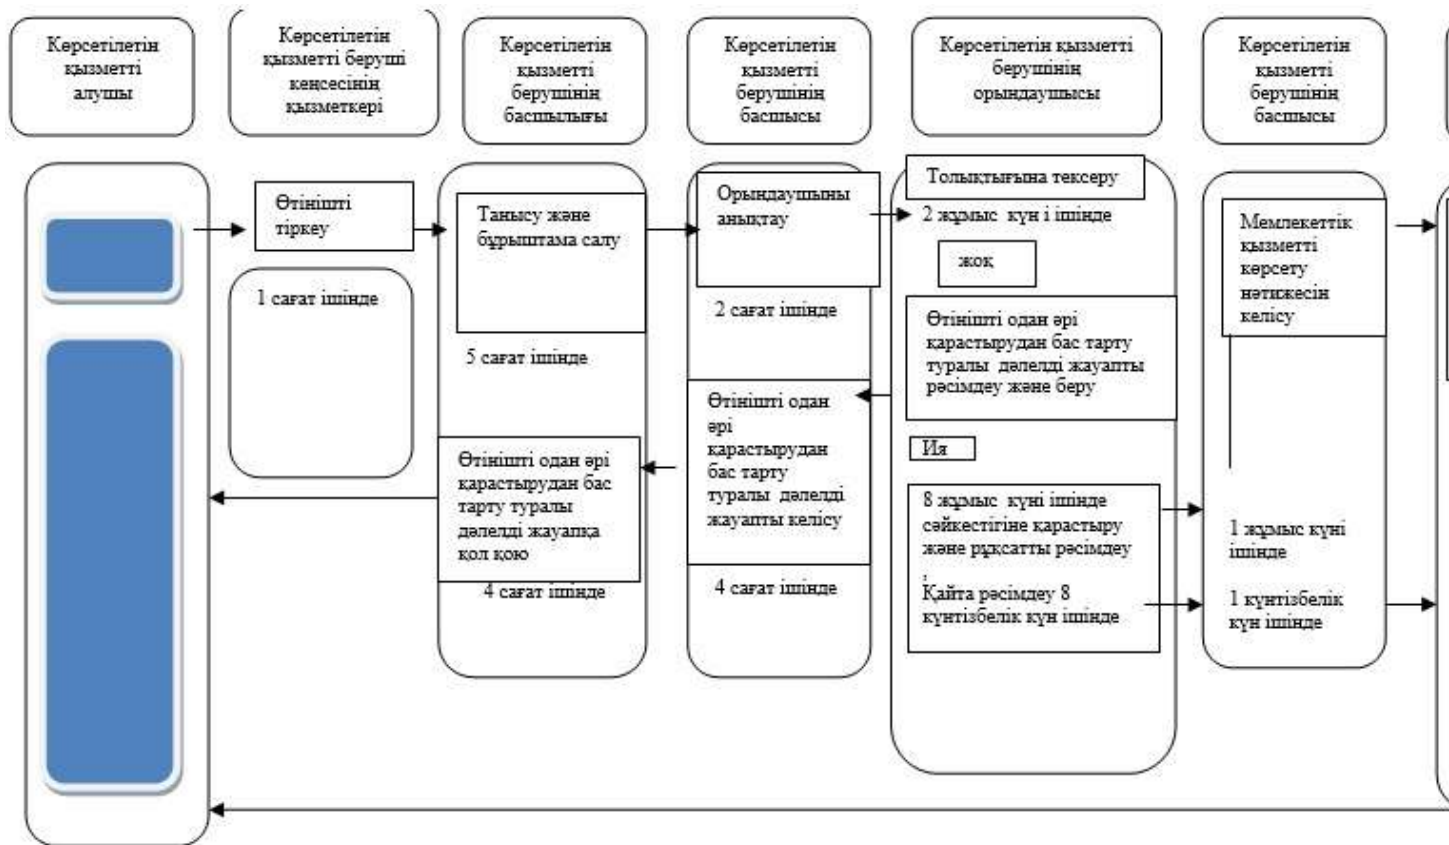 Көрсетілетін
қызметті
алушы
Көрсетілетін
қызметті беруші
кеңсесінің
қызметкері
Көрсетілетін
қызметті
берушінің
басшылығы
Көрсетілетін
қызметті
берушінің
басшысы
Көрсетілетін қызметті
берушінің
орындаушысы
Көрсетілетін
қызметті
берушінің
басшысы
Өтінішті
тіркеу
1 сағат ішінде
Танысу және
бұрыштама салу
5 сағат ішінде
Өтінішті одан әрі
қарастырудан бас
тарту туралы
дәлелді жауапқа
қол қою
4 сағат ішінде
Орындаушыны
анықтау
2 сағат ішінде
Өтінішті одан
әрі
қарастырудан
бас тарту
туралы дәлелді
жауапты келісу
4 сағат ішінде
Толықтығына тексеру
2 жұмыс күн і ішінде
жоқ
Өтінішті одан әрі
қарастырудан бас тарту
туралы дәлелді жауапты
рәсімдеу және беру
Ия
8 жұмыс күні ішінде
сәйкестігіне қарастыру
және рұқсатты рәсімдеу
;
Қайта рәсімдеу 8
күнтізбелік күн ішінде
Мемлекеттік
қызметті
көрсету
нәтижесін
келісу
1 жұмыс күні
ішінде
1 күнтізбелік
күн ішінде